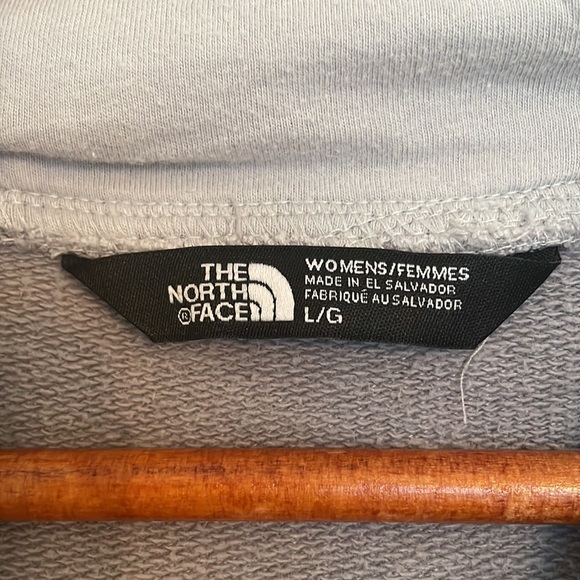 THE
NORTH
®FACE
WOMENS/FEMMES
MADE IN EL SALVADOR
FABRIQUÉ AU SALVADOR
L/G